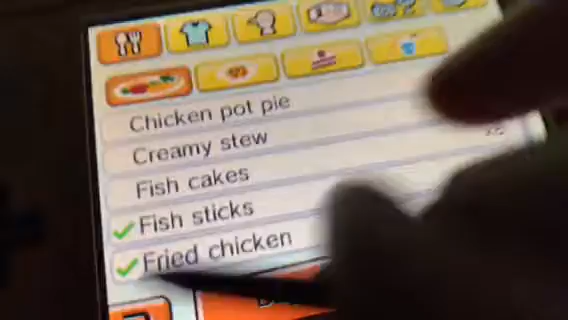 Chicken pot pie
Creamy stew
Fish cakes
Fish sticks
Fried chicken